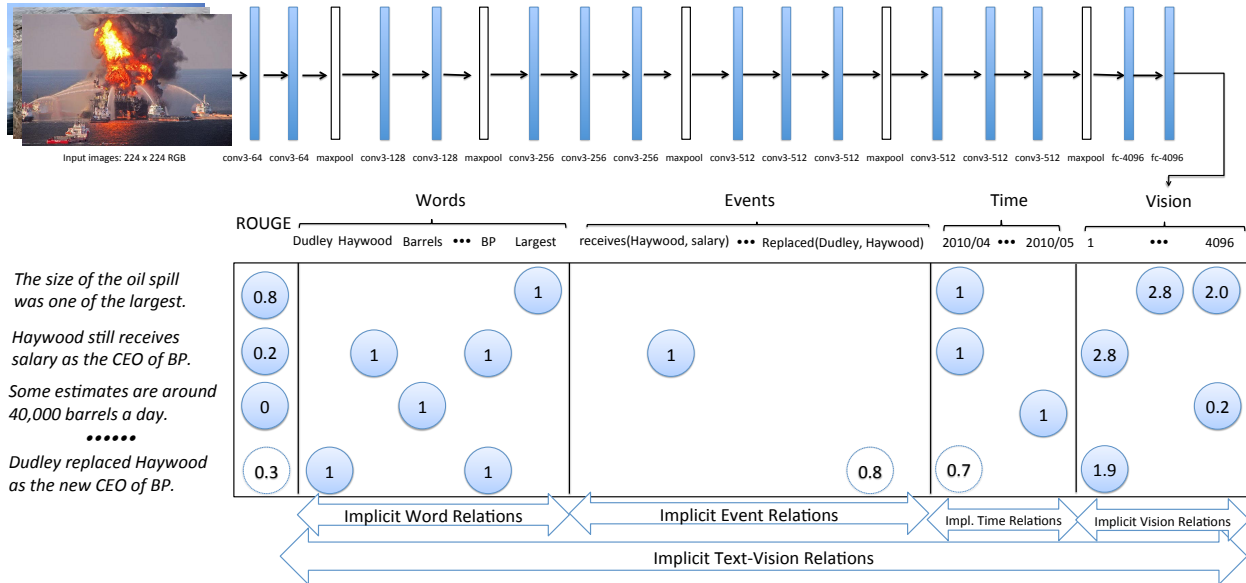 Input images: 224 x 224 RGB
conv3-64 conv3-64 maxpool conv3-128 conv3-128 maxpool conv3-256 conv3-256 conv3-256 maxpool conv3-512 conv3-512 conv3-512 maxpool conv3-512 conv3-512 conv3-512 maxpool fc-4096 fc-4096
Words Events Time Vision
ROUGE
Dudley Haywood Barrels ••• BP Largest receives(Haywood, salary) ••• Replaced(Dudley, Haywood) 2010/04 ••• 2010/05 1 ••• 4096
The size of the oil spill
was one of the largest.
0.8 1 1 2.8 2.0
Haywood still receives
salary as the CEO of BP.
0.2 1 1 1 1 2.8
Some estimates are around
40,000 barrels a day.
0 1 1 0.2
••••••
Dudley replaced Haywood
as the new CEO of BP.
0.3 1 1 0.8 0.7 1.9
Implicit Word Relations Implicit Event Relations Impl. Time Relations Implicit Vision Relations
Implicit Text-Vision Relations